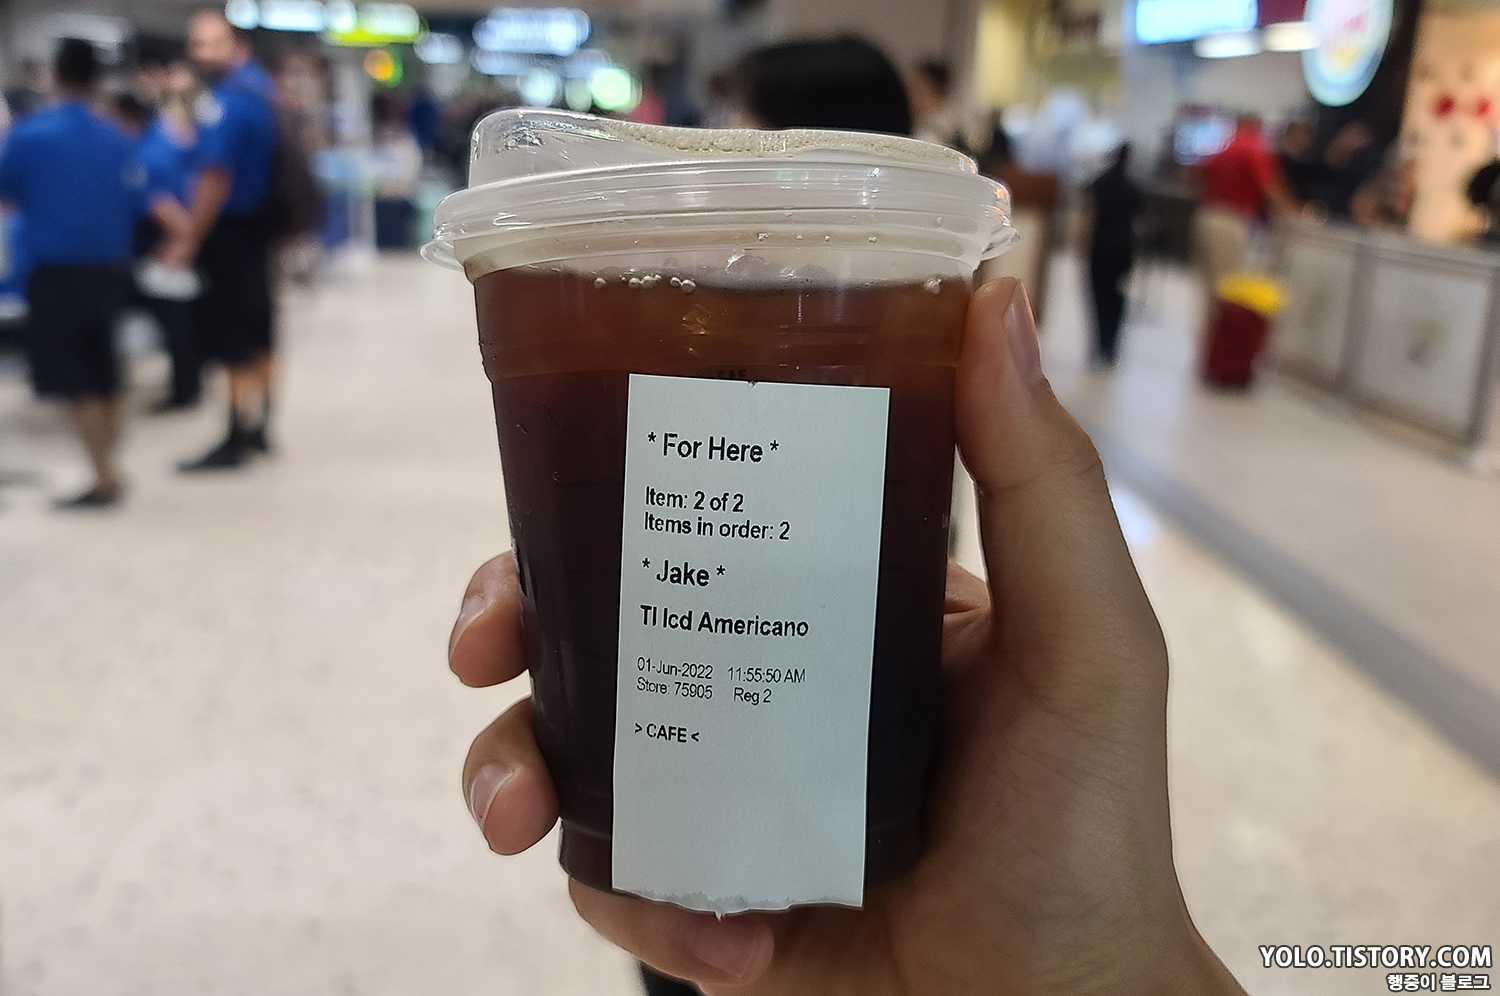 * For Here *
Item: 2 of 2
Items in order: 2
* Jake *
Tl Icd Americano
01-Jun-2022 11:55:50 AM
Store: 75905 Reg 2
> CAFE <
YOLO.TISTORY.COM
행중이 블로그